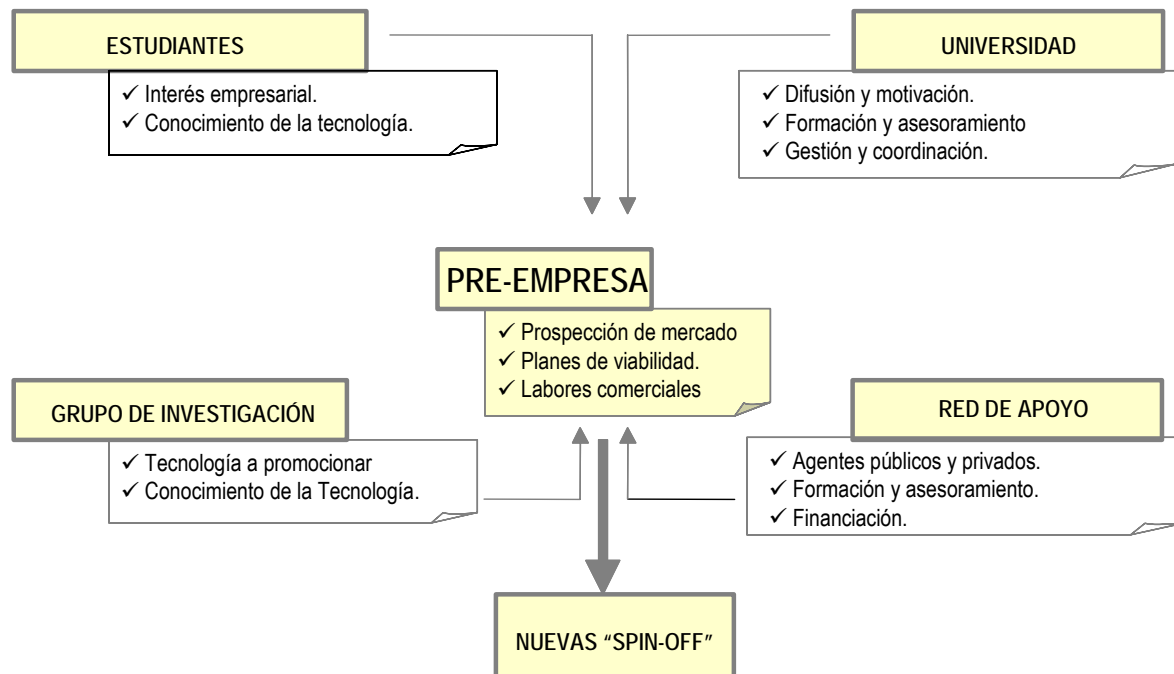 ESTUDIANTES
✓ Interés empresarial.
✓ Conocimiento de la tecnología.
UNIVERSIDAD
✓ Difusión y motivación.
✓ Formación y asesoramiento
✓ Gestión y coordinación.
PRE-EMPRESA
✓ Prospección de mercado
✓ Planes de viabilidad.
✓ Labores comerciales
GRUPO DE INVESTIGACIÓN
✓ Tecnología a promocionar
✓ Conocimiento de la Tecnología.
RED DE APOYO
✓ Agentes públicos y privados.
✓ Formación y asesoramiento.
✓ Financiación.
NUEVAS “SPIN-OFF”